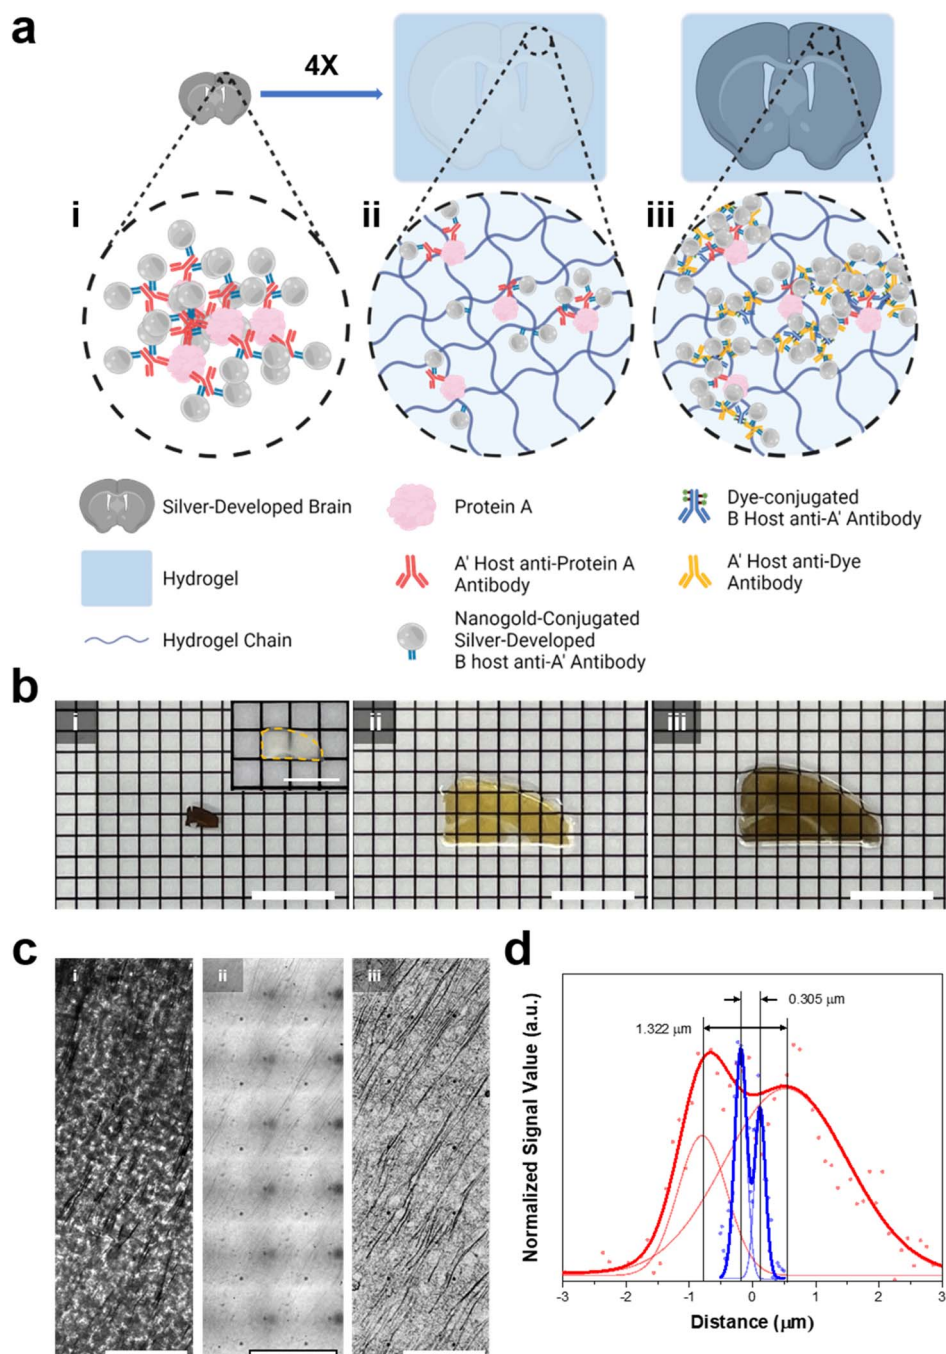 a
4X
i
ii
iii
Silver-Developed Brain
Hydrogel
Hydrogel Chain
Protein A
A' Host anti-Protein A
Antibody
Nanogold-Conjugated
Silver-Developed
B host anti-A' Antibody
Dye-conjugated
B Host anti-A' Antibody
A' Host anti-Dye
Antibody
b
i
ii
iii
c
i
ii
iii
d
0.305 μm
1.322 μm
Normalized Signal Value (a.u.)
-3
-2
-1
0
1
2
3
Distance (μm)